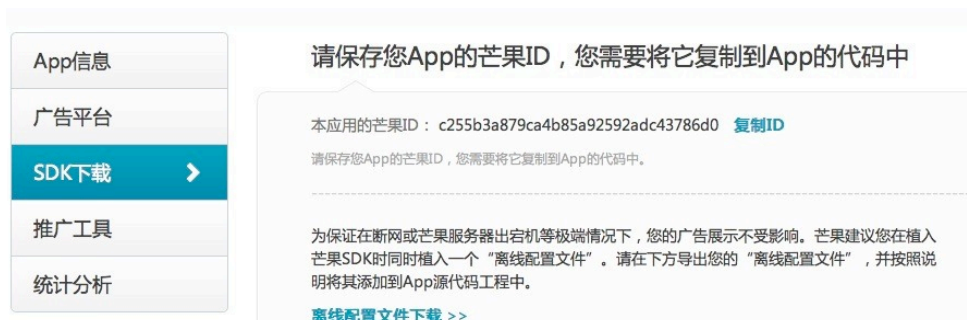 请保存您App的芒果ID，您需要将它复制到App的代码中
App信息
广告平台
SDK下载
推广工具
统计分析
本应用的芒果ID： c255b3a879ca4b85a92592adc43786d0 复制ID
请保存您App的芒果ID，您需要将它复制到App的代码中。
为保证在断网或芒果服务器出宕机等极端情况下，您的广告展示不受影响。芒果建议您在植入
芒果SDK时同时植入一个“离线配置文件”。请在下方导出您的“离线配置文件”，并按照说
明将其添加到App源代码工程中。
离线配置文件下载 >>